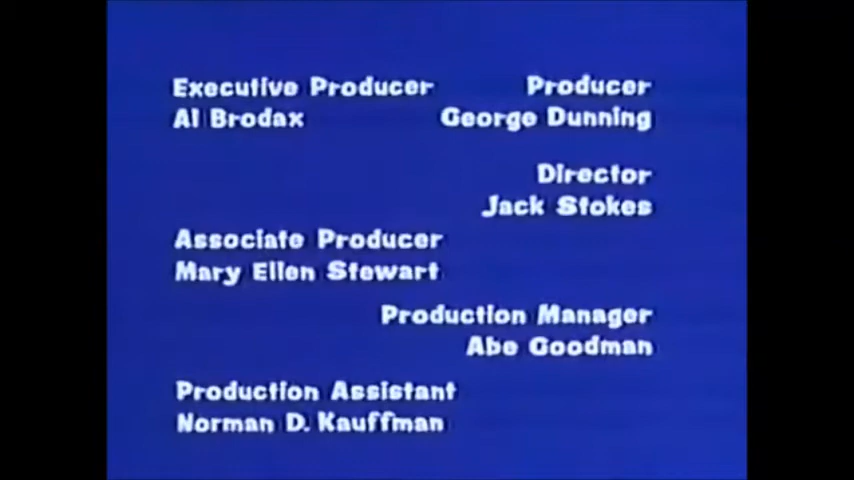 Executive Producer
Al Brodax
Producer
George Dunning
Director
Jack Stokes
Associate Producer
Mary Ellen Stewart
Production Manager
Abe Goodman
Production Assistant
Norman D. Kauffman